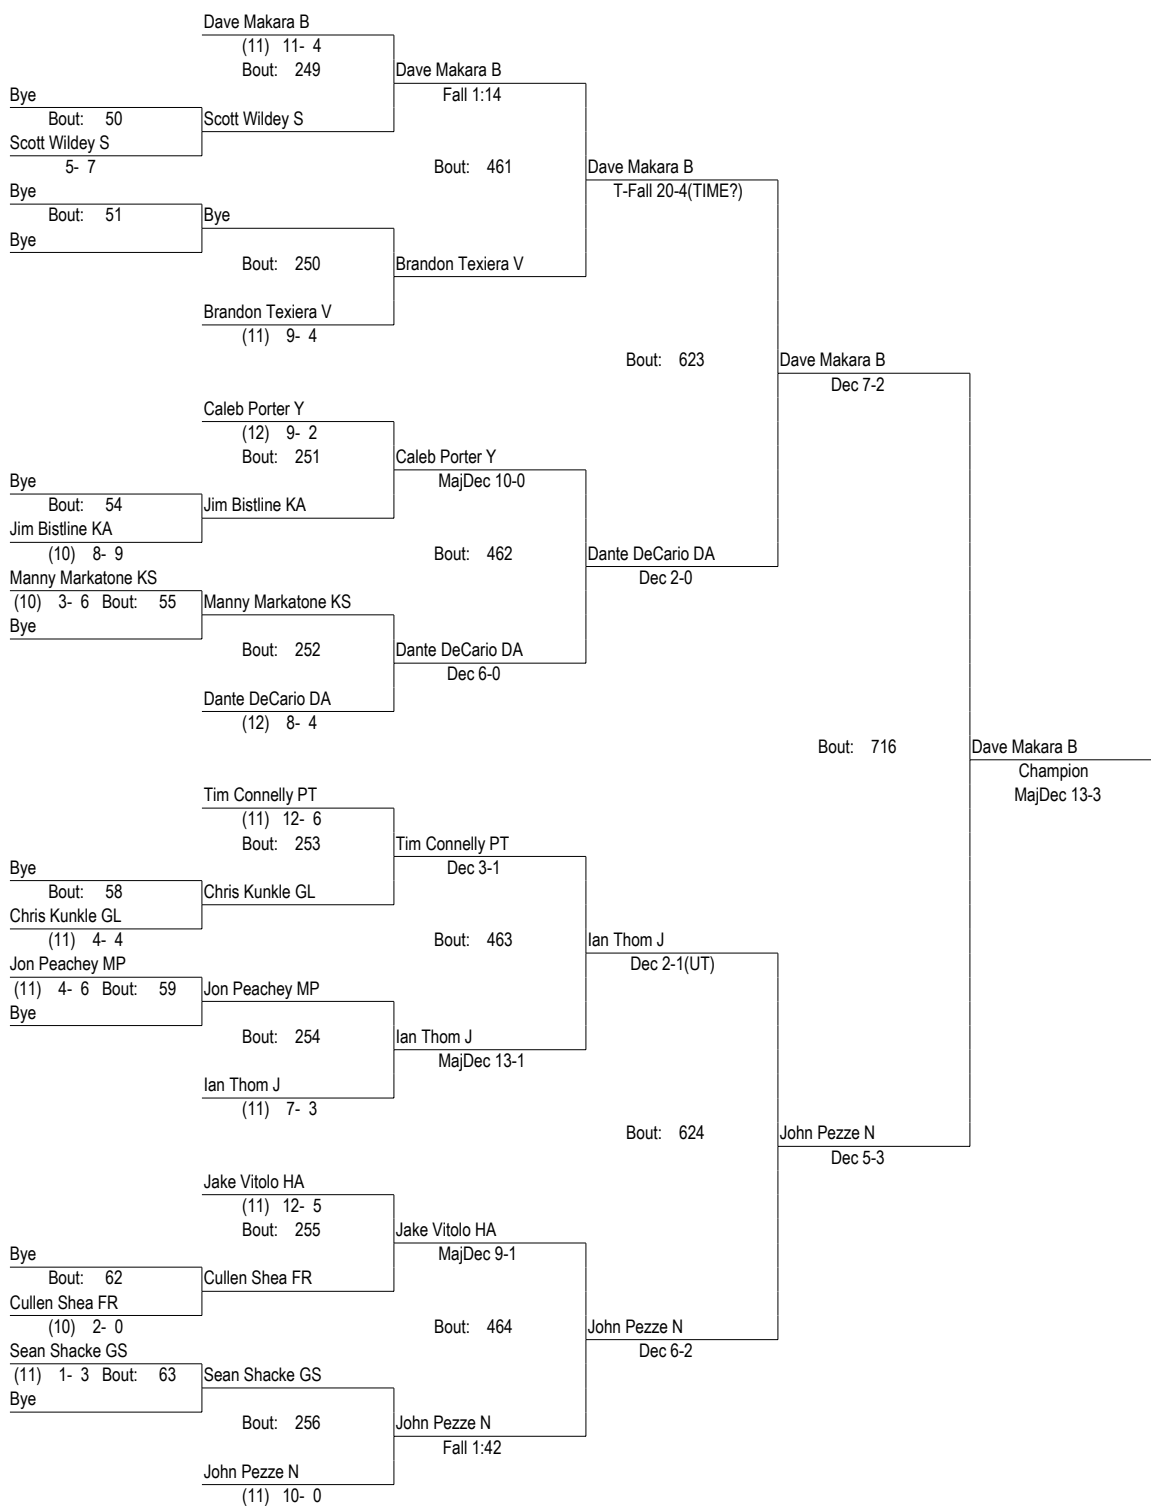 Dave Makara B
(11) 11- 4
Bout: 249
Dave Makara B
Fall 1:14
Bye
Bout: 50
Scott Wildey S
Scott Wildey S
5- 7
Bout: 461
Dave Makara B
T-Fall 20-4(TIME?)
Bye
Bout: 51
Bye
Bye
Bout: 250
Brandon Texiera V
Brandon Texiera V
(11) 9- 4
Bout: 623
Dave Makara B
Dec 7-2
Caleb Porter Y
(12) 9- 2
Bout: 251
Caleb Porter Y
MajDec 10-0
Bye
Bout: 54
Jim Bistline KA
Jim Bistline KA
(10) 8- 9
Bout: 462
Dante DeCario DA
Dec 2-0
Manny Markatone KS
(10) 3- 6 Bout: 55
Manny Markatone KS
Bye
Bout: 252
Dante DeCario DA
Dec 6-0
Dante DeCario DA
(12) 8- 4
Bout: 716
Dave Makara B
Champion
MajDec 13-3
Tim Connelly PT
(11) 12- 6
Bout: 253
Tim Connelly PT
Dec 3-1
Bye
Bout: 58
Chris Kunkle GL
Chris Kunkle GL
(11) 4- 4
Bout: 463
Ian Thom J
Dec 2-1(UT)
Jon Peachey MP
(11) 4- 6 Bout: 59
Jon Peachey MP
Bye
Bout: 254
Ian Thom J
MajDec 13-1
Ian Thom J
(11) 7- 3
Bout: 624
John Pezze N
Dec 5-3
Jake Vitolo HA
(11) 12- 5
Bout: 255
Jake Vitolo HA
MajDec 9-1
Bye
Bout: 62
Cullen Shea FR
Cullen Shea FR
(10) 2- 0
Bout: 464
John Pezze N
Dec 6-2
Sean Shacke GS
(11) 1- 3 Bout: 63
Sean Shacke GS
Bye
Bout: 256
John Pezze N
Fall 1:42
John Pezze N
(11) 10- 0